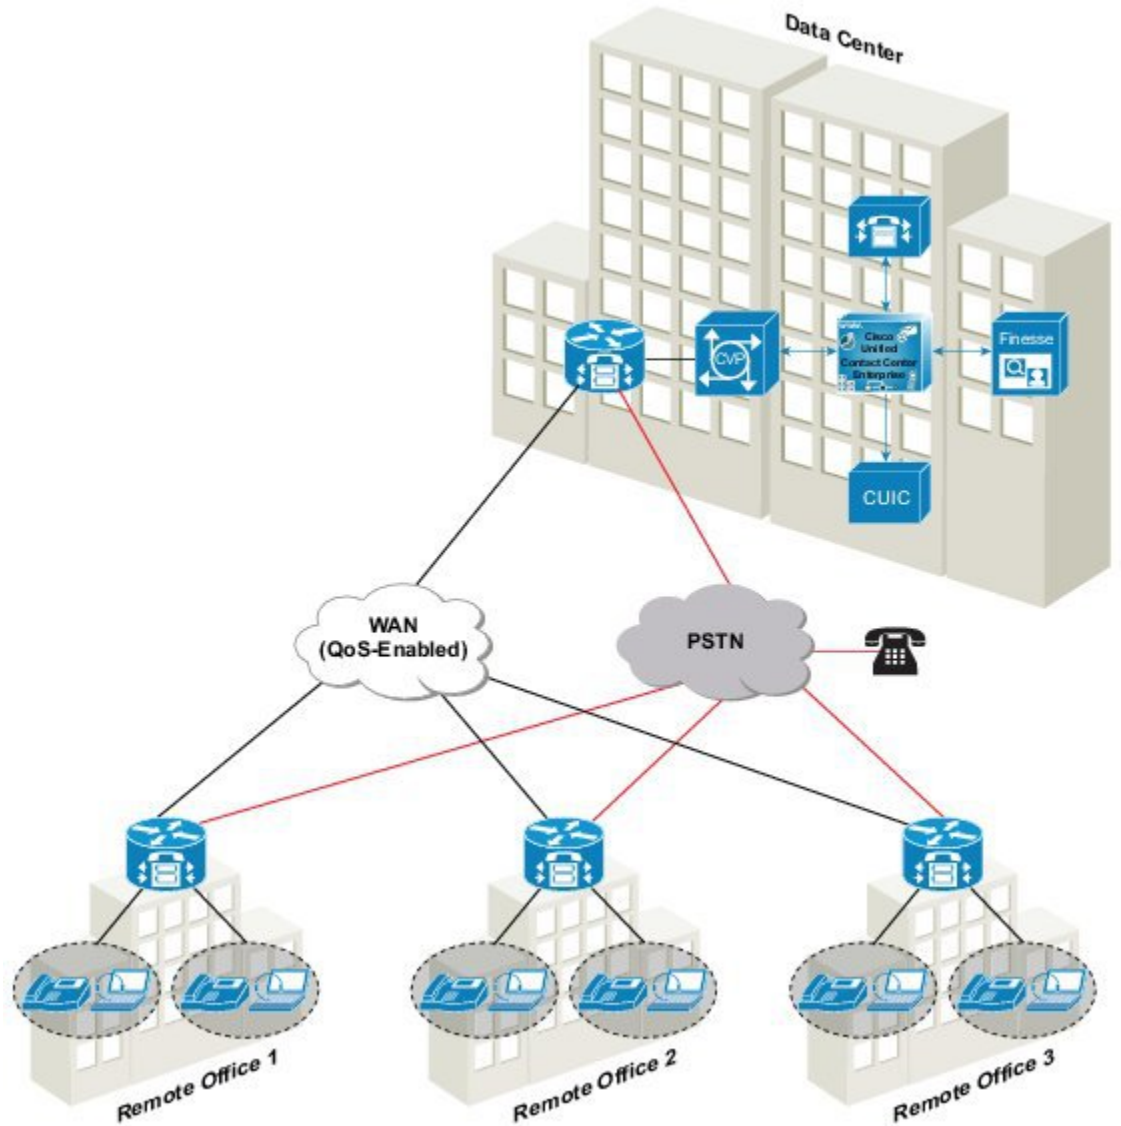 Data Center
CVP
Cisco
Unified
Contact Center
Enterprise
Finesse
CUIC
WAN
(QoS-Enabled)
PSTN
Remote Office 1
Remote Office 2
Remote Office 3